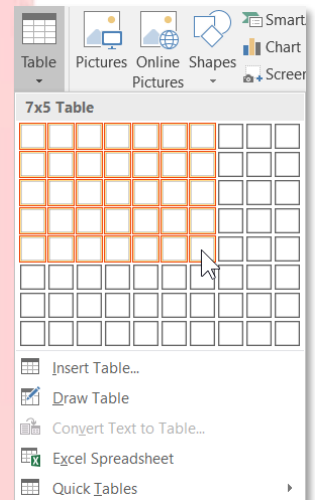 SmartA
Chart
Screen
Table
Pictures
Online Pictures
Shapes
7x5 Table
Insert Table...
Draw Table
Convert Text to Table...
Excel Spreadsheet
Quick Tables